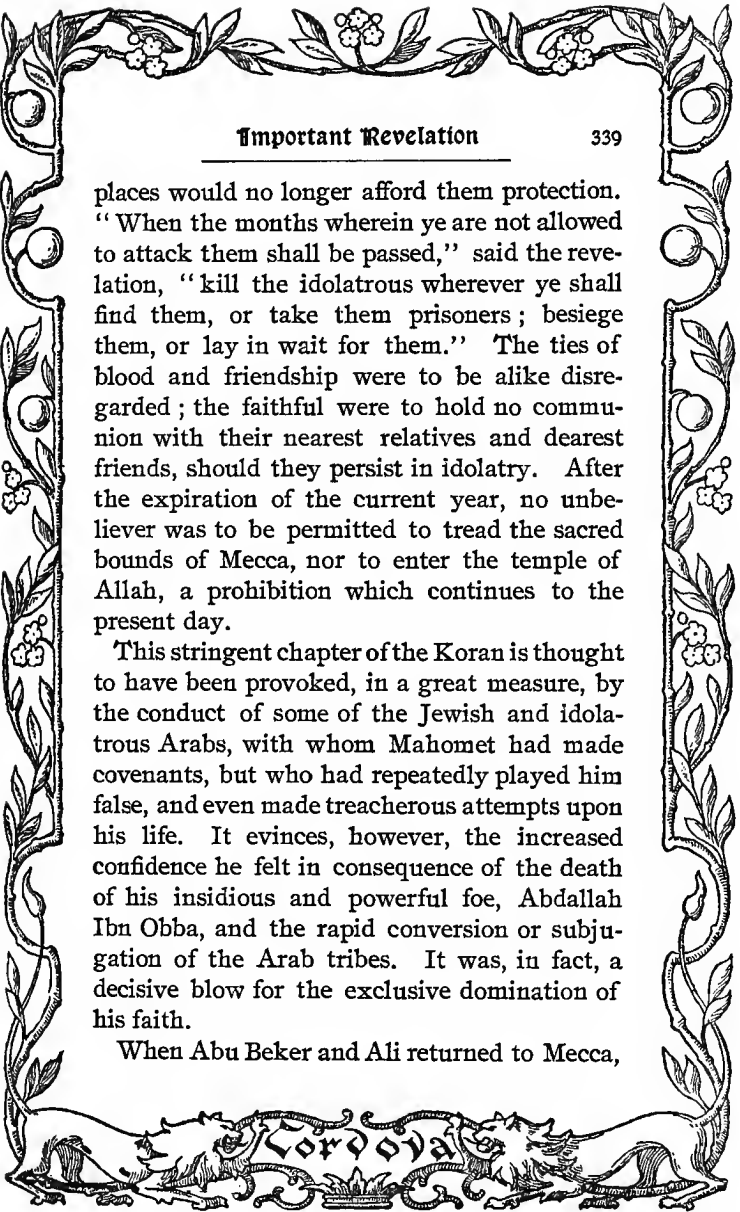 Important Revelation 339
places would no longer afford them protection.
“ When the months wherein ye are not allowed
to attack them shall be passed,” said the reve-
lation, “ kill the idolatrous wherever ye shall
find them, or take them prisoners ; besiege
them, or lay in wait for them.” The ties of
blood and friendship were to be alike disre-
garded ; the faithful were to hold no commu-
nion with their nearest relatives and dearest
friends, should they persist in idolatry. After
the expiration of the current year, no unbe-
liever was to be permitted to tread the sacred
bounds of Mecca, nor to enter the temple of
Allah, a prohibition which continues to the
present day.
This stringent chapter of the Koran is thought
to have been provoked, in a great measure, by
the conduct of some of the Jewish and idola-
trous Arabs, with whom Mahomet had made
covenants, but who had repeatedly played him
false, and even made treacherous attempts upon
his life. It evinces, however, the increased
confidence he felt in consequence of the death
of his insidious and powerful foe, Abdallah
Ibn Obba, and the rapid conversion or subju-
gation of the Arab tribes. It was, in fact, a
decisive blow for the exclusive domination of
his faith.
When Abu Beker and Ali returned to Mecca,
Cordova